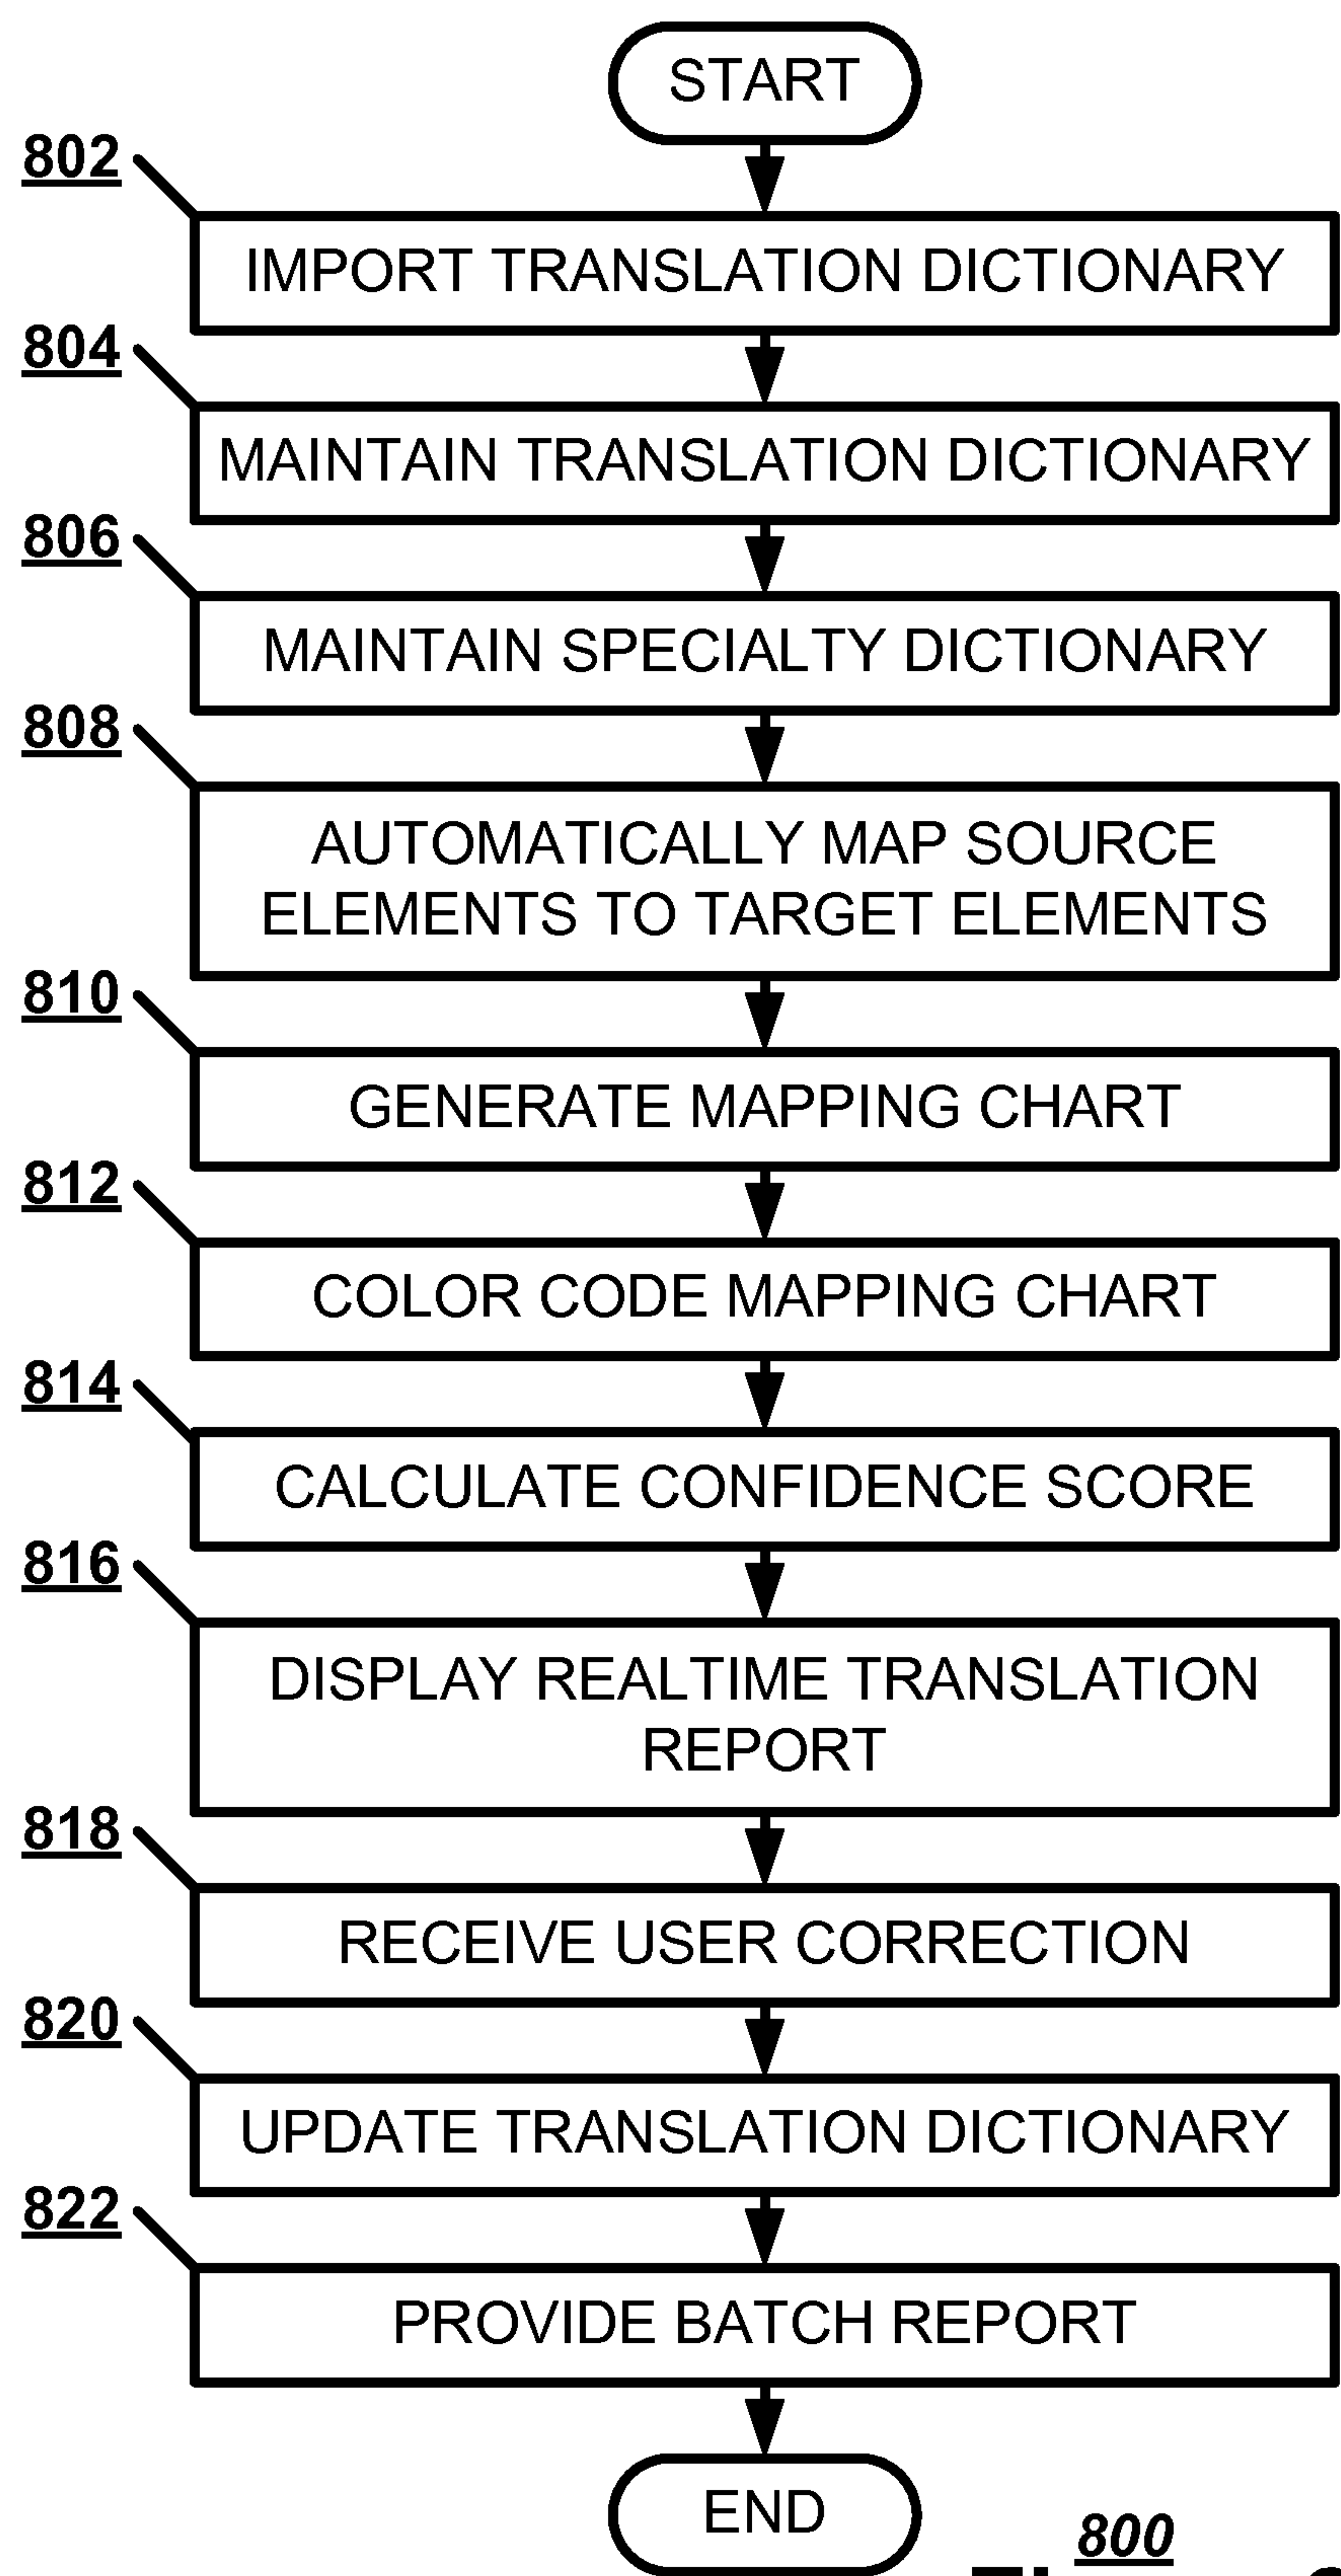 START
802
IMPORT TRANSLATION DICTIONARY
804
MAINTAIN TRANSLATION DICTIONARY
806
MAINTAIN SPECIALTY DICTIONARY
808
AUTOMATICALLY MAP SOURCE
ELEMENTS TO TARGET ELEMENTS
810
GENERATE MAPPING CHART
812
COLOR CODE MAPPING CHART
814
CALCULATE CONFIDENCE SCORE
816
DISPLAY REALTIME TRANSLATION
REPORT
818
RECEIVE USER CORRECTION
820
UPDATE TRANSLATION DICTIONARY
822
PROVIDE BATCH REPORT
END
800